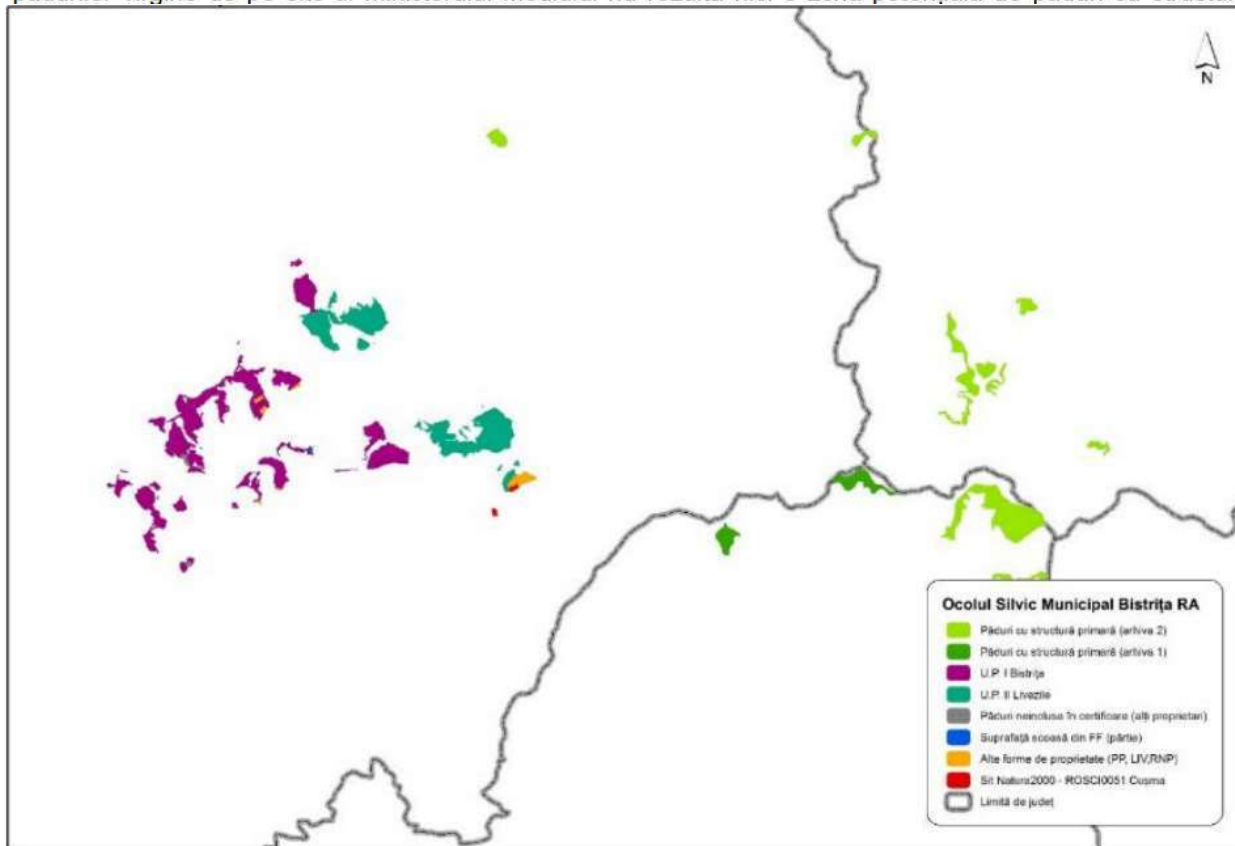 N
Ocolul Silvic Municipal Bistrița RA
Păduri cu structură primară (arhiva 2)
Păduri cu structură primară (arhiva 1)
U.P. I Bistrița
U.P. II Livezile
Păduri neincluse în certificare (alți proprietari)
Suprafață scoasă din FF (pârtie)
Alte forme de proprietate (PP, LIV,RNP)
Sit Natura2000 - ROSCI0051 Cușma
Limită de județ